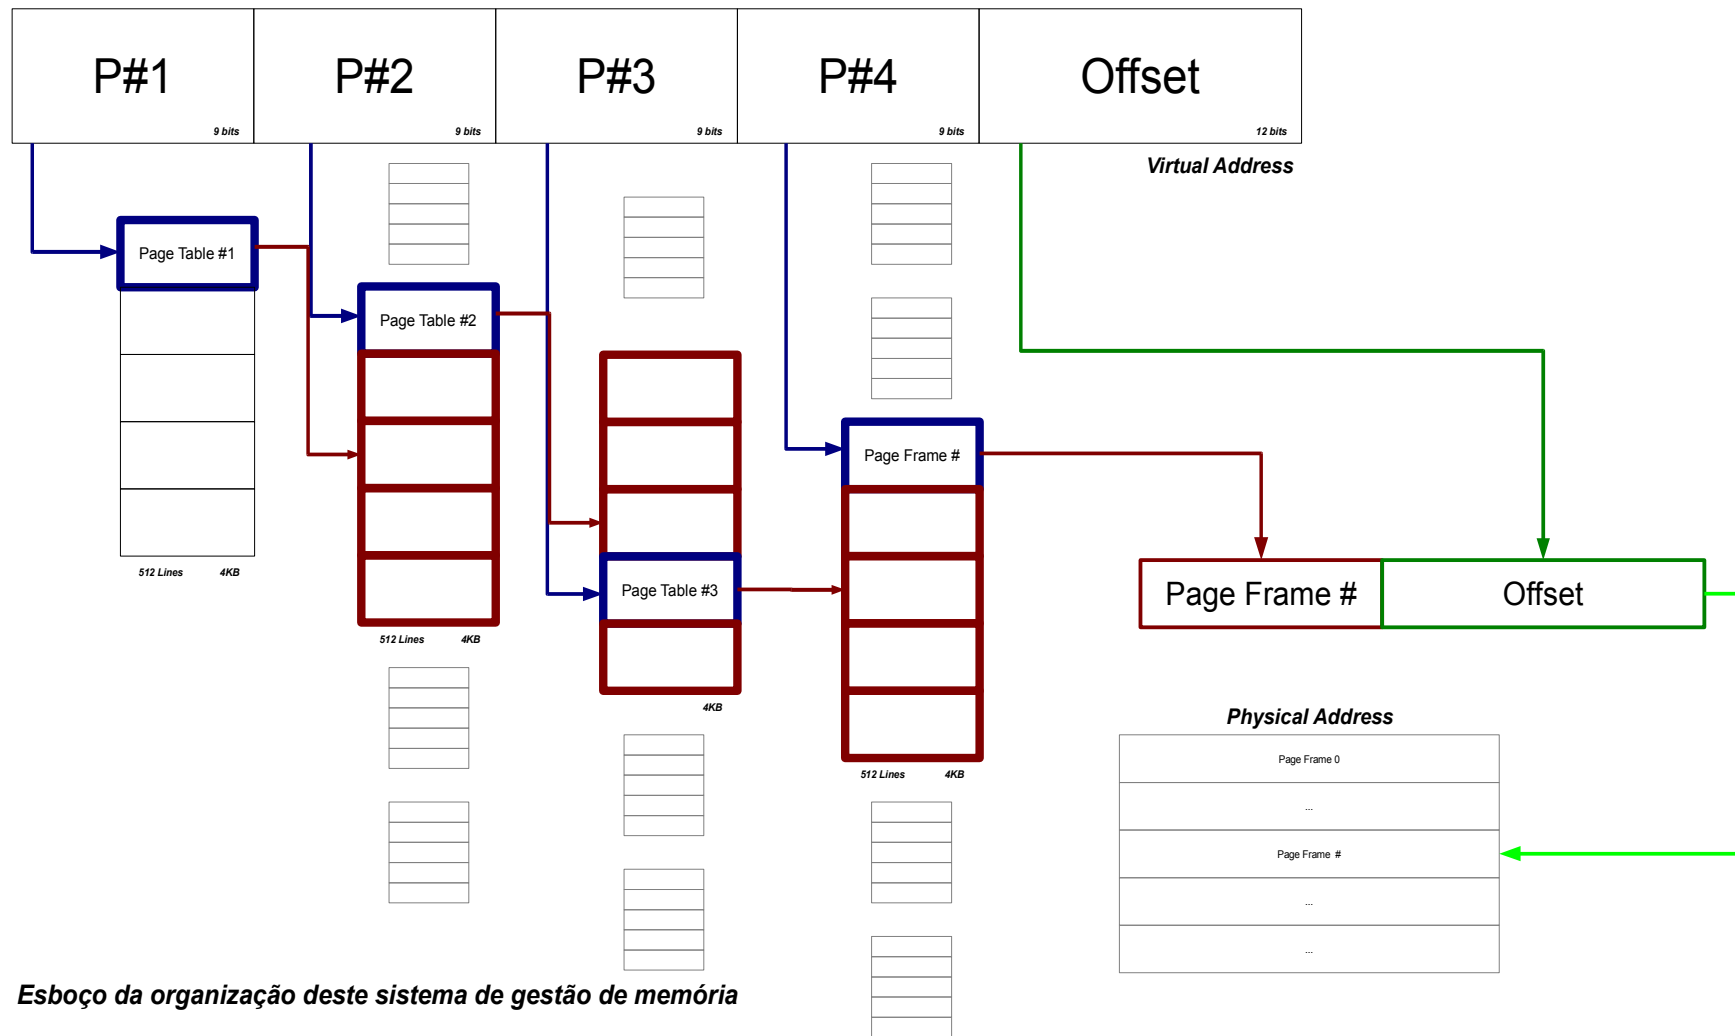 P#1
P#2
P#3
P#4
Offset
9 bits
9 bits
9 bits
9 bits
12 bits
Virtual Address
Page Table #1
Page Table #2
Page Frame #
Page Table #3
512 Lines 4KB
512 Lines 4KB
4KB
512 Lines 4KB
Page Frame #
Offset
Physical Address
Page Frame 0
...
Page Frame #
...
...
Esboço da organização deste sistema de gestão de memória